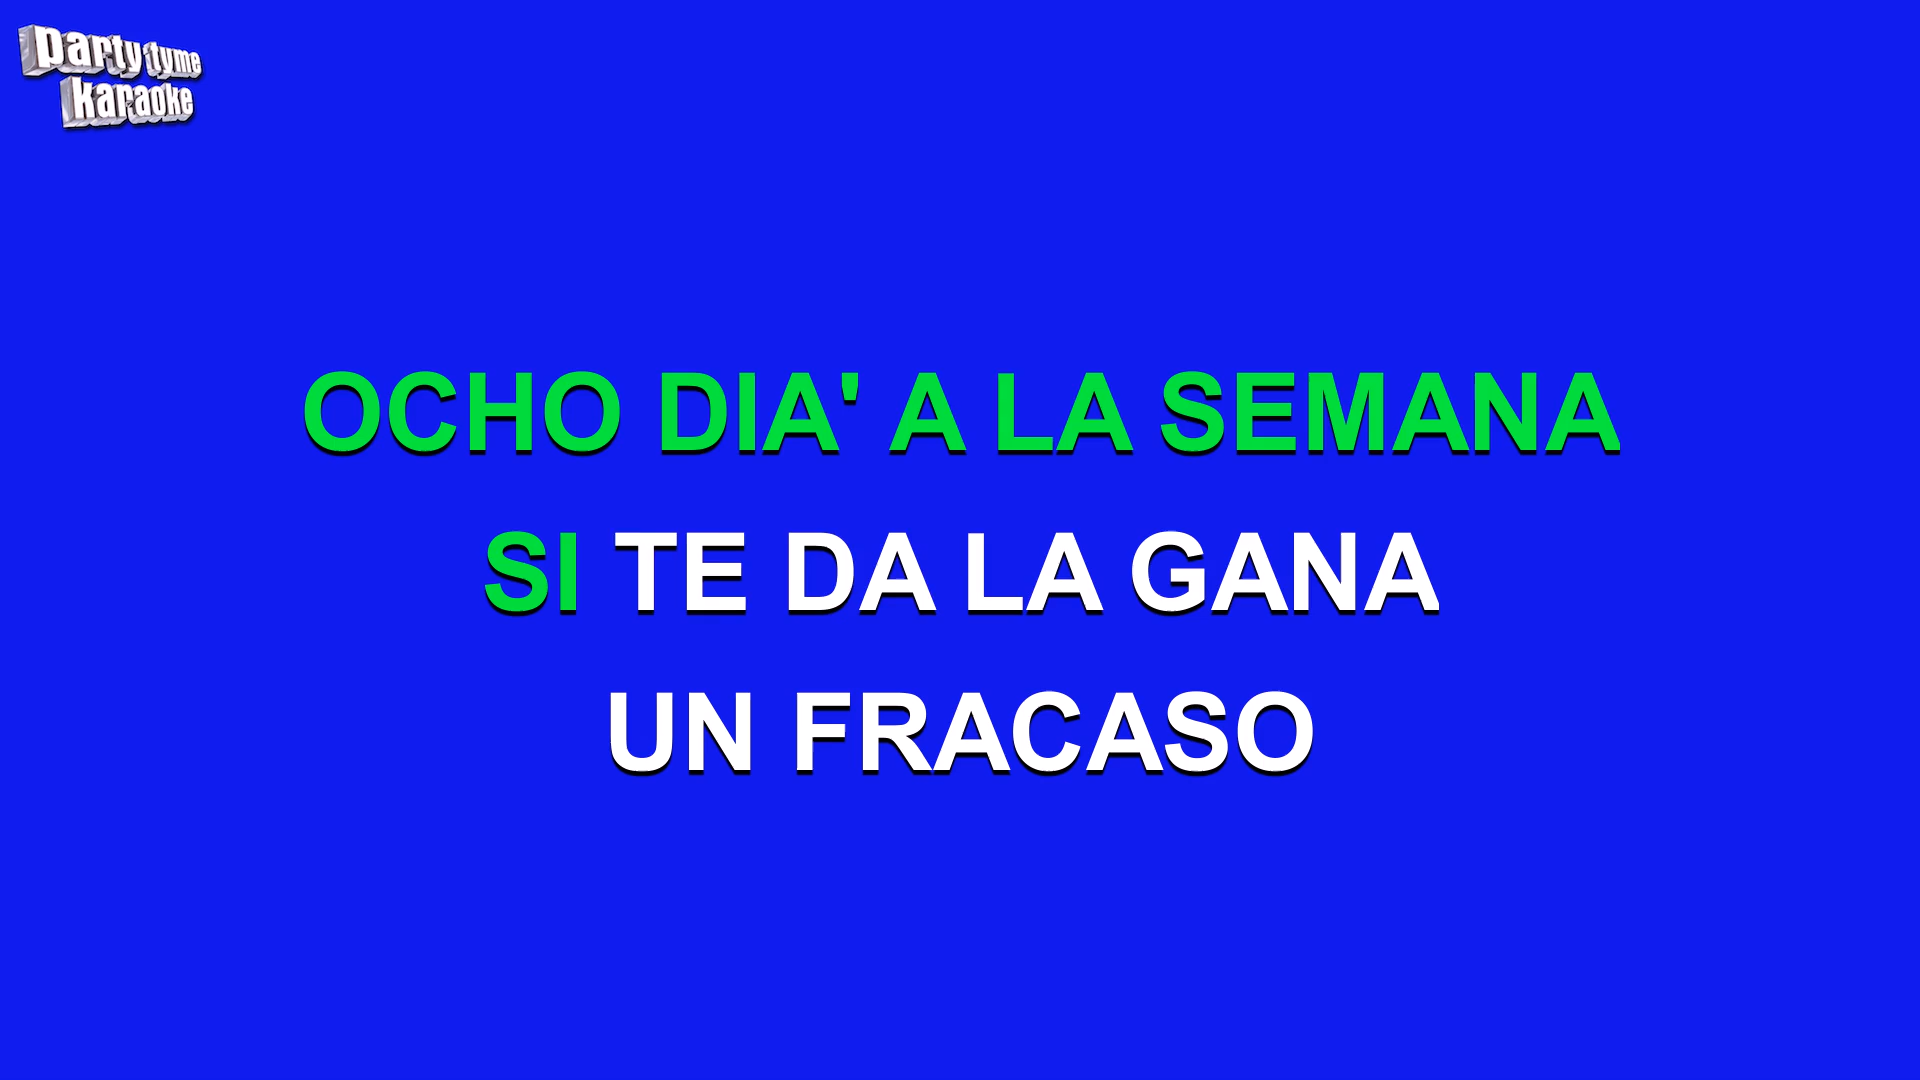 party tyme
karaoke
OCHO DIA' A LA SEMANA
SI TE DA LA GANA
UN FRACASO